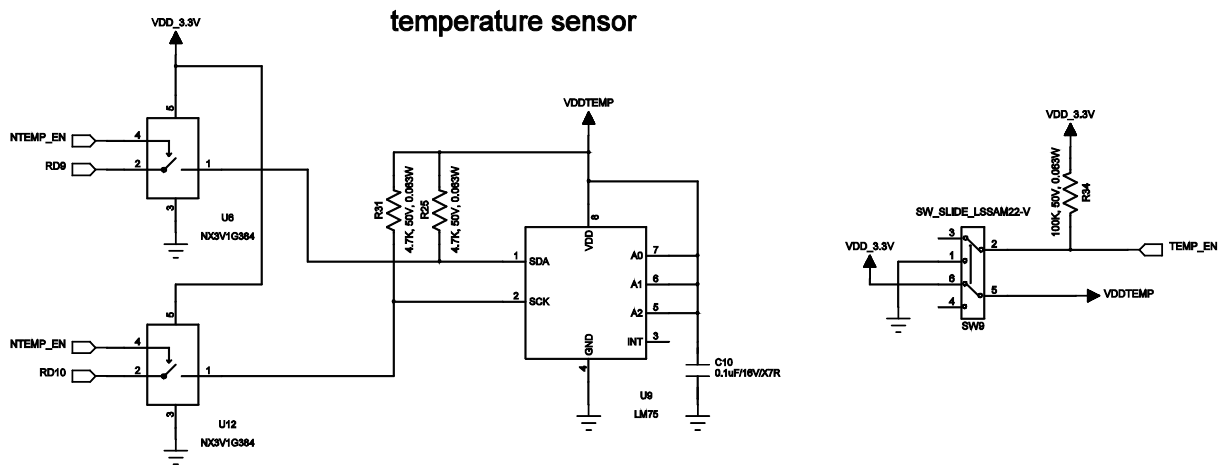 temperature sensor
VDD_3.3V
5
NTEMP_EN
4
RD9
2
1
3
U6
NX3V1G384
5
NTEMP_EN
4
RD10
2
1
3
U12
NX3V1G384
VDDTEMP
R31
4.7K, 50V, 0.063W
R25
4.7K, 50V, 0.063W
8
VDD
1
SDA
A0
7
A1
6
2
SCK
A2
5
INT
3
GND
4
C10
0.1uF/16V/X7R
U9
LM75
VDD_3.3V
100K, 50V, 0.063W
R34
SW_SLIDE_LSSAM22-V
3
2
TEMP_EN
VDD_3.3V
1
6
5
VDDTEMP
4
SW9